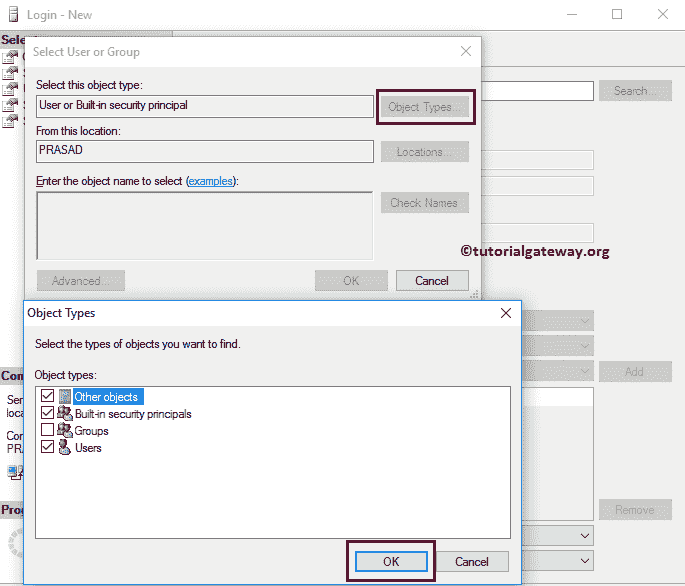 Login - New
Sele
Select User or Group
Select this object type:
User or Built-in security principal
Object Types...
Search...
From this location:
PRASAD
Locations...
Enter the object name to select (examples):
Check Names
©tutorialgateway.org
Advanced...
OK
Cancel
Object Types
Select the types of objects you want to find.
Object types:
Other objects
Built-in security principals
Groups
Users
OK
Cancel
Con
Ser
loca
Cor
PRA
Prog
Add
Remove